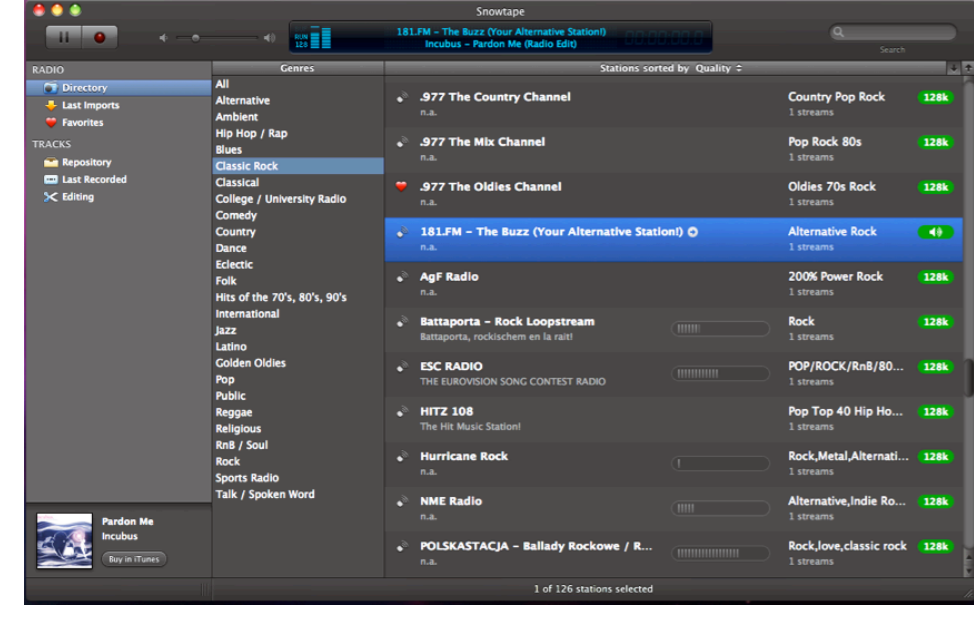 Snowtape
RUN
128
181.FM – The Buzz (Your Alternative Station!)
Incubus – Pardon Me (Radio Edit)
00:00:00.0
Search
RADIO
Directory
Last Imports
Favorites
TRACKS
Repository
Last Recorded
Editing
Genres
All
Alternative
Ambient
Hip Hop / Rap
Blues
Classic Rock
Classical
College / University Radio
Comedy
Country
Dance
Eclectic
Folk
Hits of the 70's, 80's, 90's
International
Jazz
Latino
Golden Oldies
Pop
Public
Reggae
Religious
RnB / Soul
Rock
Sports Radio
Talk / Spoken Word
Stations sorted by Quality
.977 The Country Channel
n.a.
Country Pop Rock
1 streams
128k
.977 The Mix Channel
n.a.
Pop Rock 80s
1 streams
128k
.977 The Oldies Channel
n.a.
Oldies 70s Rock
1 streams
128k
181.FM – The Buzz (Your Alternative Station!)
n.a.
Alternative Rock
1 streams
AgF Radio
n.a.
200% Power Rock
1 streams
128k
Battaporta – Rock Loopstream
Battaporta, rockischem en la rait!
Rock
1 streams
128k
ESC RADIO
THE EUROVISION SONG CONTEST RADIO
POP/ROCK/RnB/80...
1 streams
128k
HITZ 108
The Hit Music Station!
Pop Top 40 Hip Ho...
1 streams
128k
Hurricane Rock
n.a.
Rock,Metal,Alternati...
1 streams
128k
NME Radio
n.a.
Alternative,Indie Ro...
1 streams
128k
POLSKASTACJA – Ballady Rockowe / R...
n.a.
Rock,love,classic rock
1 streams
128k
Pardon Me
Incubus
Buy in iTunes
1 of 126 stations selected